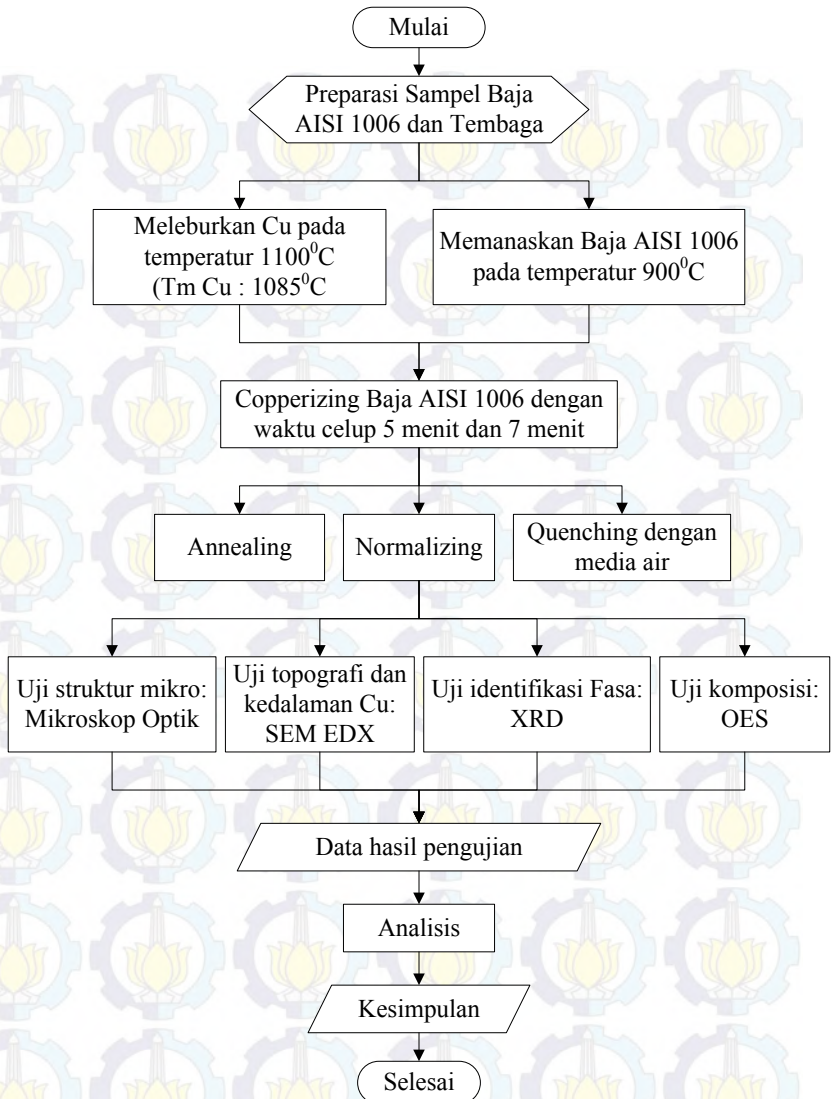 Mulai
Preparasi Sampel Baja
AISI 1006 dan Tembaga
Meleburkan Cu pada
temperatur 1100⁰C
(Tm Cu : 1085⁰C
Memanaskan Baja AISI 1006
pada temperatur 900⁰C
Copperizing Baja AISI 1006 dengan
waktu celup 5 menit dan 7 menit
Annealing
Normalizing
Quenching dengan
media air
Uji struktur mikro:
Mikroskop Optik
Uji topografi dan
kedalaman Cu:
SEM EDX
Uji identifikasi Fasa:
XRD
Uji komposisi:
OES
Data hasil pengujian
Analisis
Kesimpulan
Selesai